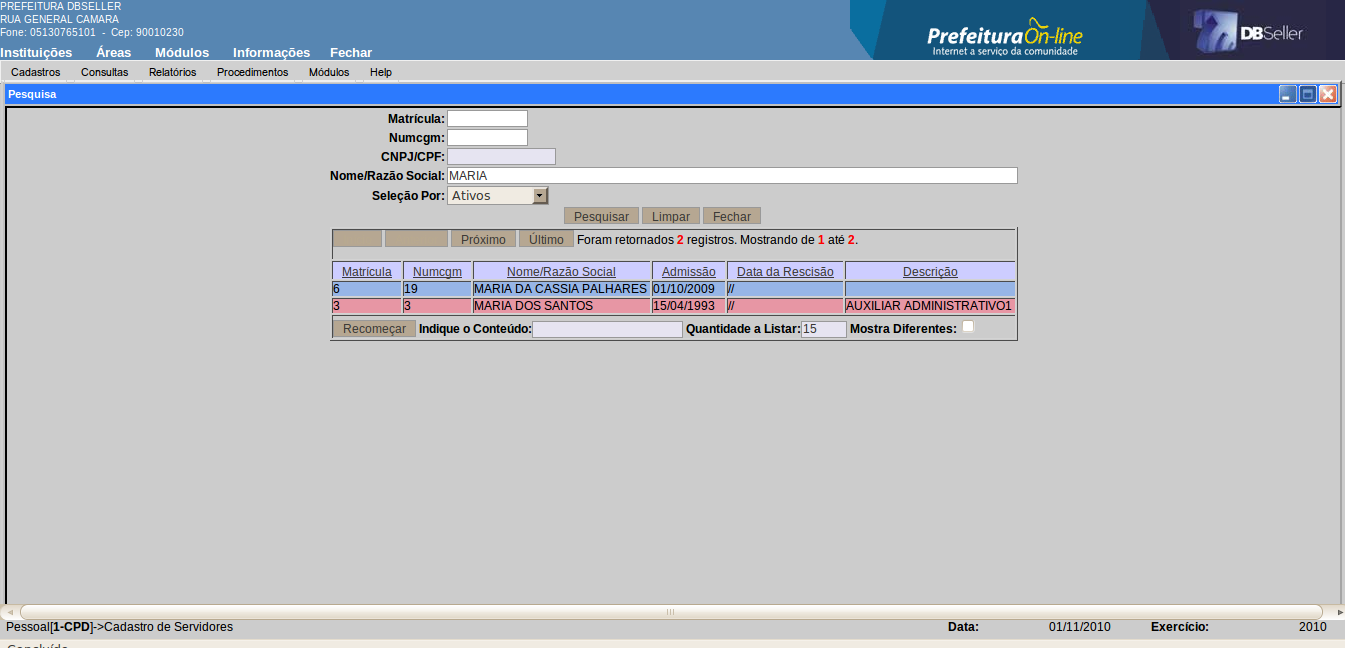 PREFEITURA DBSELLER
RUA GENERAL CAMARA
Fone: 05130765101 - Cep: 90010230
PrefeituraOn-line
Internet a serviço da comunidade
DBSeller
Instituições Áreas Módulos Informações Fechar
Cadastros Consultas Relatórios Procedimentos Módulos Help
Pesquisa
Matrícula:
Numcgm:
CNPJ/CPF:
Nome/Razão Social: MARIA
Seleção Por: Ativos
Pesquisar Limpar Fechar
Próximo Último Foram retornados 2 registros. Mostrando de 1 até 2.
Matrícula Numcgm Nome/Razão Social Admissão Data da Rescisão Descrição
6 19 MARIA DA CASSIA PALHARES 01/10/2009 //
3 3 MARIA DOS SANTOS 15/04/1993 // AUXILIAR ADMINISTRATIVO1
Recomeçar Indique o Conteúdo: Quantidade a Listar: 15 Mostra Diferentes:
Pessoal[1-CPD]->Cadastro de Servidores Data: 01/11/2010 Exercício: 2010
Concluído